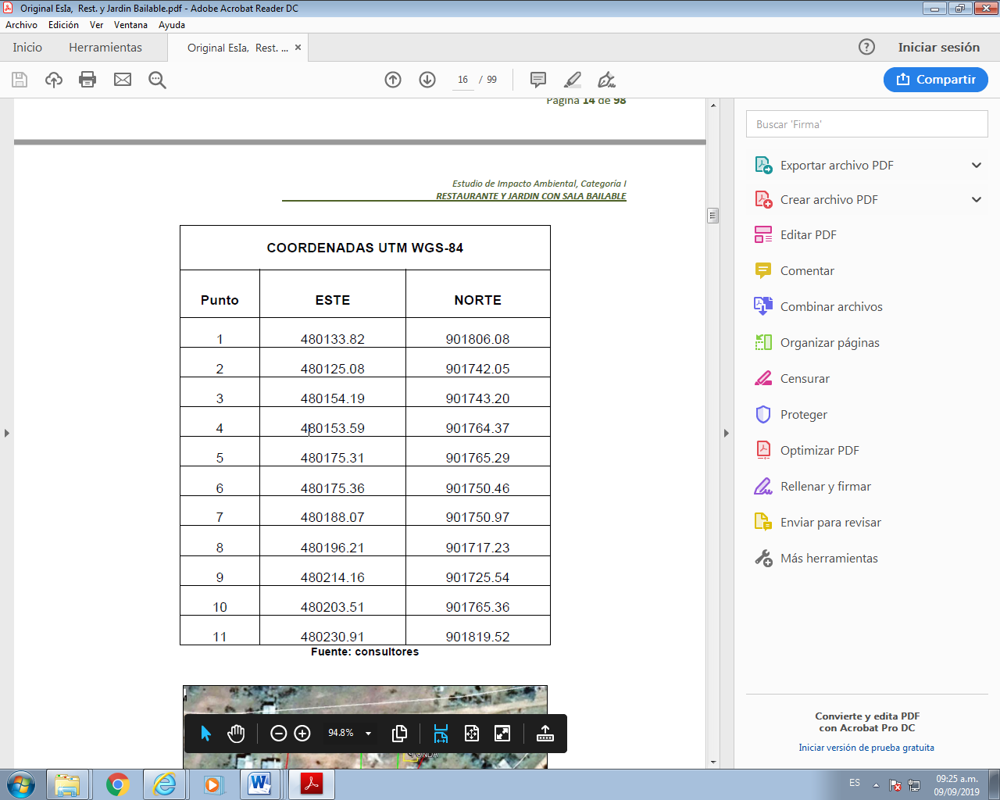 Original EsIa,  Rest. y Jardin Bailable.pdf - Adobe Acrobat Reader DC
Archivo Edición Ver Ventana Ayuda
Inicio Herramientas Original EsIa,  Rest. ... × Iniciar sesión
16 / 99 Compartir
Página 14 de 98
Buscar 'Firma'
Exportar archivo PDF
Crear archivo PDF
Editar PDF
Comentar
Combinar archivos
Organizar páginas
Censurar
Proteger
Optimizar PDF
Rellenar y firmar
Enviar para revisar
Más herramientas
Convierte y edita PDF
con Acrobat Pro DC
Iniciar versión de prueba gratuita
Estudio de Impacto Ambiental, Categoría I
RESTAURANTE Y JARDIN CON SALA BAILABLE
COORDENADAS UTM WGS-84
Punto ESTE NORTE
1 480133.82 901806.08
2 480125.08 901742.05
3 480154.19 901743.20
4 480153.59 901764.37
5 480175.31 901765.29
6 480175.36 901750.46
7 480188.07 901750.97
8 480196.21 901717.23
9 480214.16 901725.54
10 480203.51 901765.36
11 480230.91 901819.52
Fuente: consultores
94.8%
ES 09:25 a.m.
09/09/2019